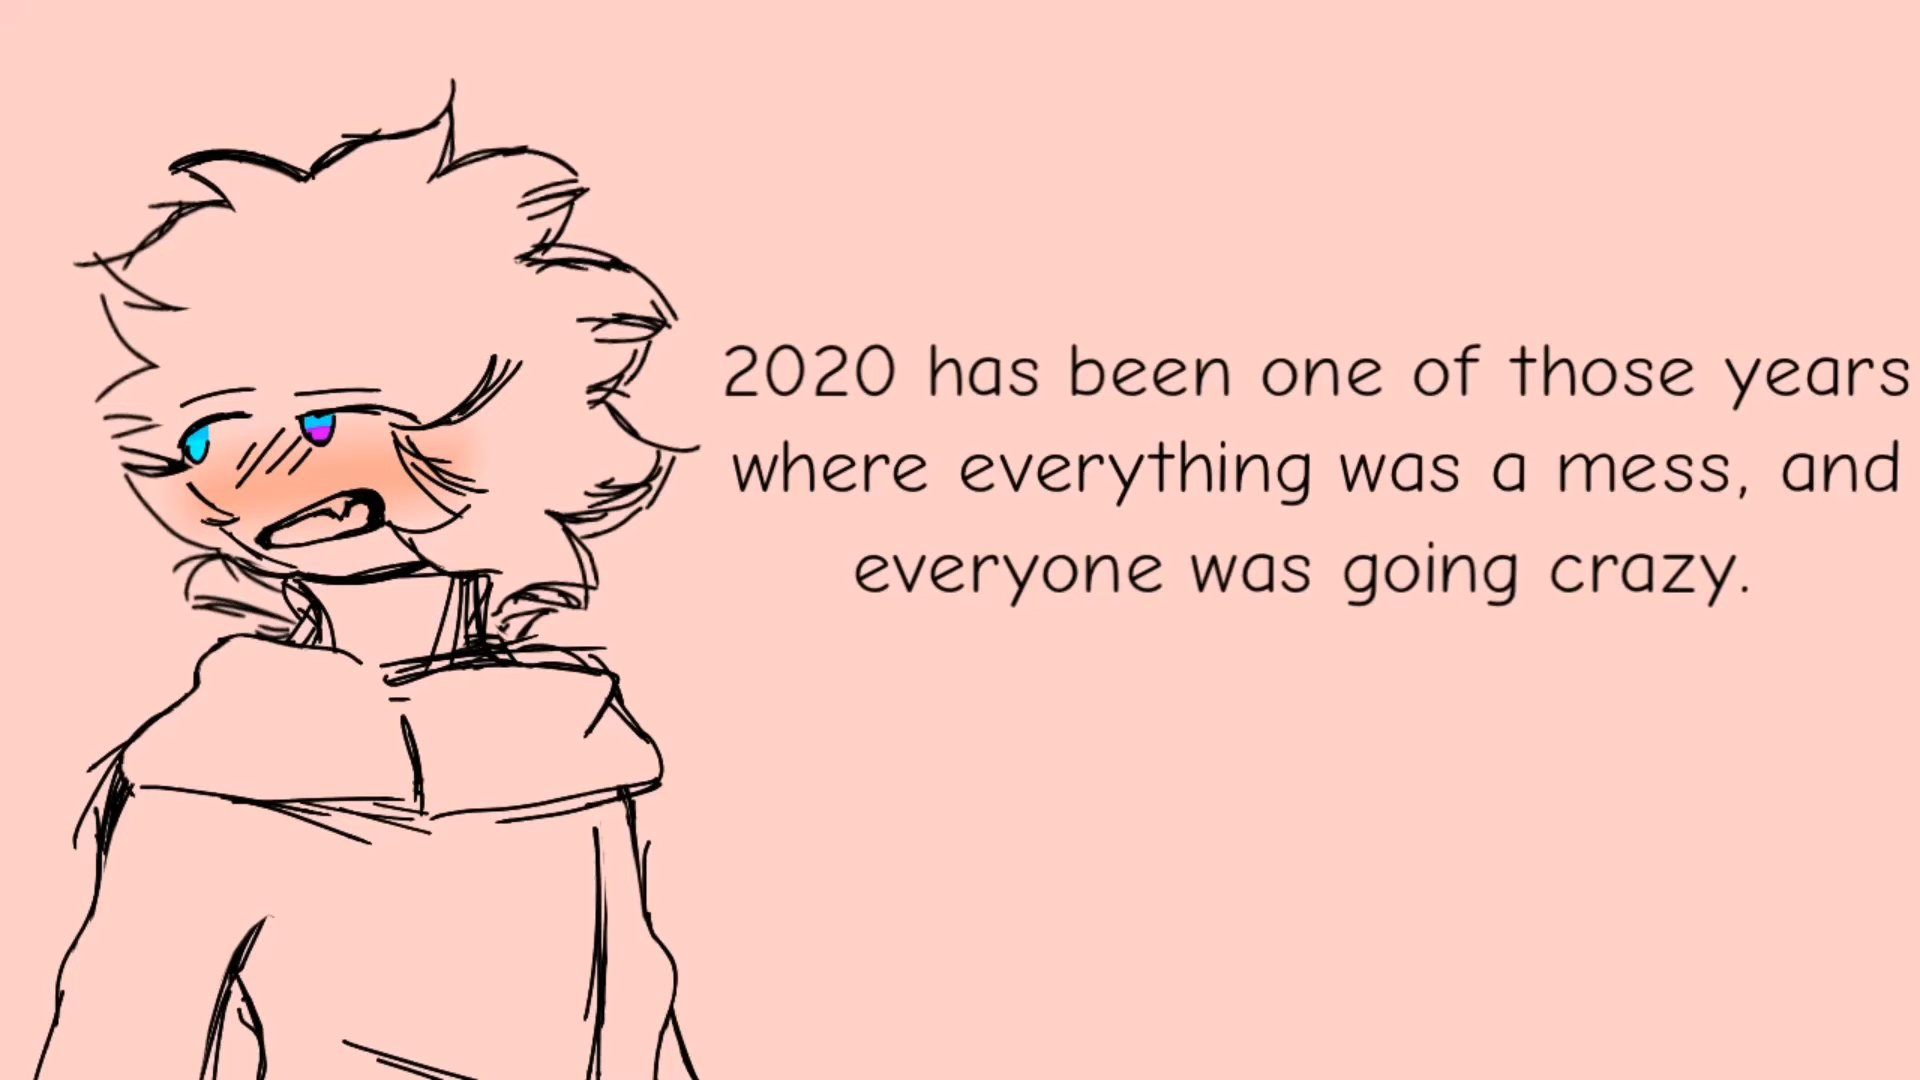 2020 has been one of those years
where everything was a mess, and
everyone was going crazy.